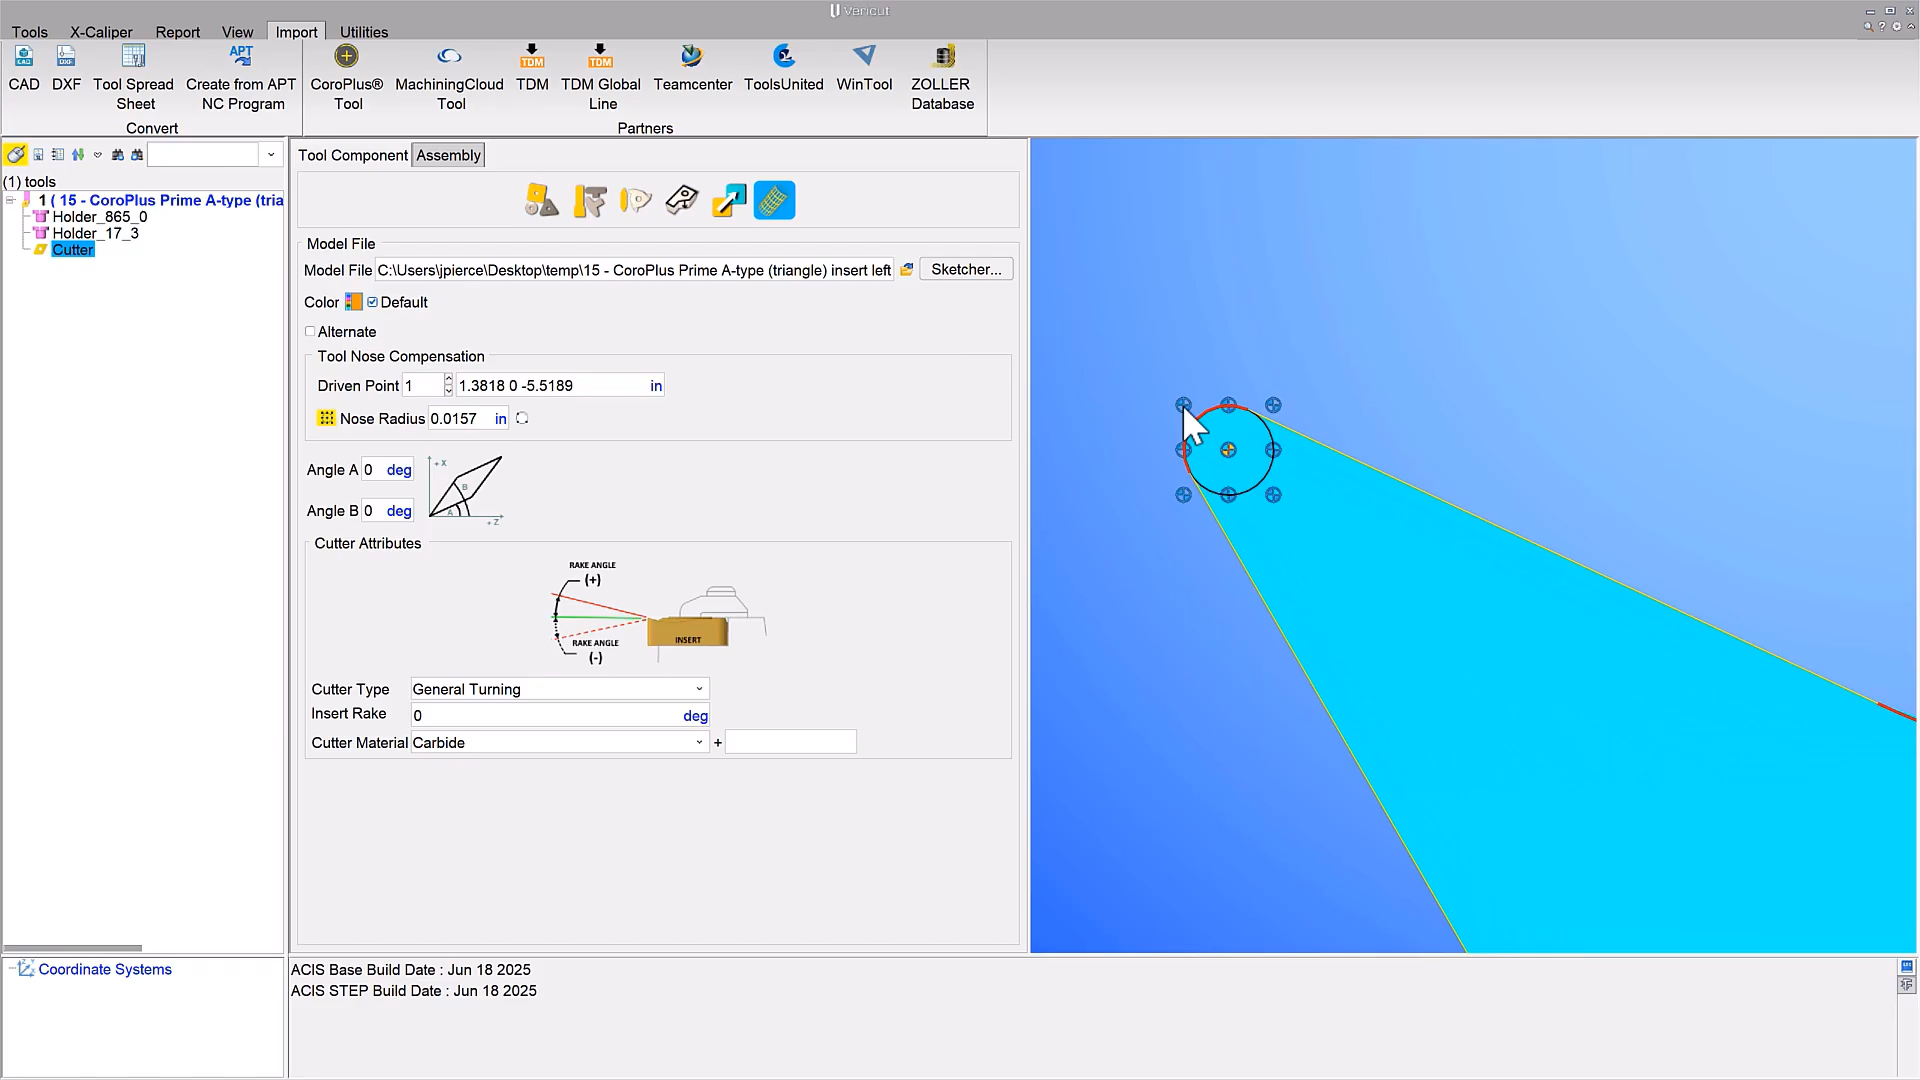 Vericut
Tools X-Caliper Report View Import Utilities
CAD DXF Tool Spread Sheet Create from APT NC Program CoroPlus® Tool MachiningCloud Tool TDM TDM Global Line Teamcenter ToolsUnited WinTool ZOLLER Database
Convert Partners
Tool Component Assembly
(1) tools
1 ( 15 - CoroPlus Prime A-type (tria
Holder_865_0
Holder_17_3
Cutter
Model File
Model File C:\Users\jpierce\Desktop\temp\15 - CoroPlus Prime A-type (triangle) insert left Sketcher...
Color Default
Alternate
Tool Nose Compensation
Driven Point 1 1.3818 0 -5.5189 in
Nose Radius 0.0157 in
Angle A 0 deg
Angle B 0 deg
+X
B
A
+Z
Cutter Attributes
RAKE ANGLE
(+)
RAKE ANGLE
(-)
INSERT
Cutter Type General Turning
Insert Rake 0 deg
Cutter Material Carbide +
Coordinate Systems
ACIS Base Build Date : Jun 18 2025
ACIS STEP Build Date : Jun 18 2025